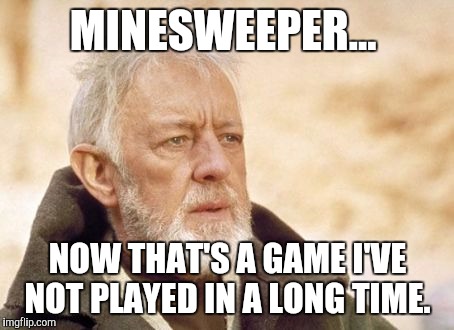 MINESWEEPER...
NOW THAT'S A GAME I'VE
NOT PLAYED IN A LONG TIME.
imgflip.com